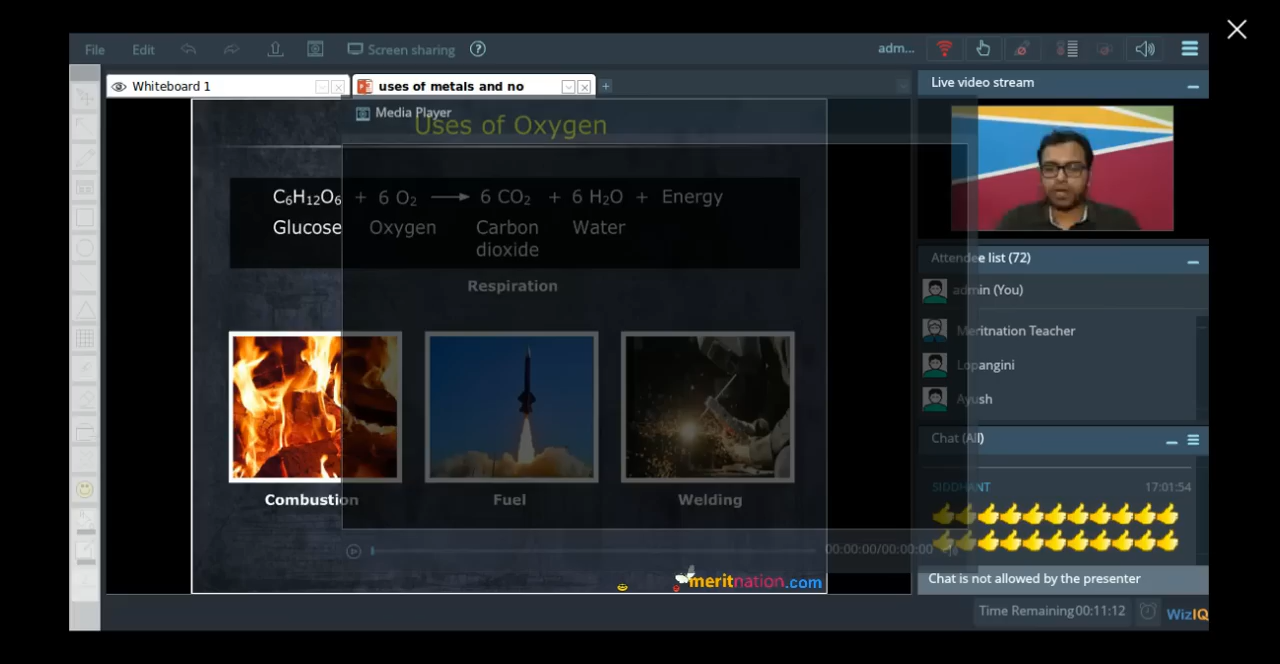 File Edit Screen sharing ? adm...
Whiteboard 1
uses of metals and no
Live video stream
Media Player
Uses of Oxygen
C₆H₁₂O₆ + 6 O₂ → 6 CO₂ + 6 H₂O + Energy
Glucose Oxygen Carbon dioxide Water
Respiration
Combustion Fuel Welding
00:00:00/00:00:00
meritnation.com
Attendee list (72)
admin (You)
Meritnation Teacher
Lopangini
Ayush
Chat (All)
SIDDHANT 17:01:54
Chat is not allowed by the presenter
Time Remaining 00:11:12
WizIQ